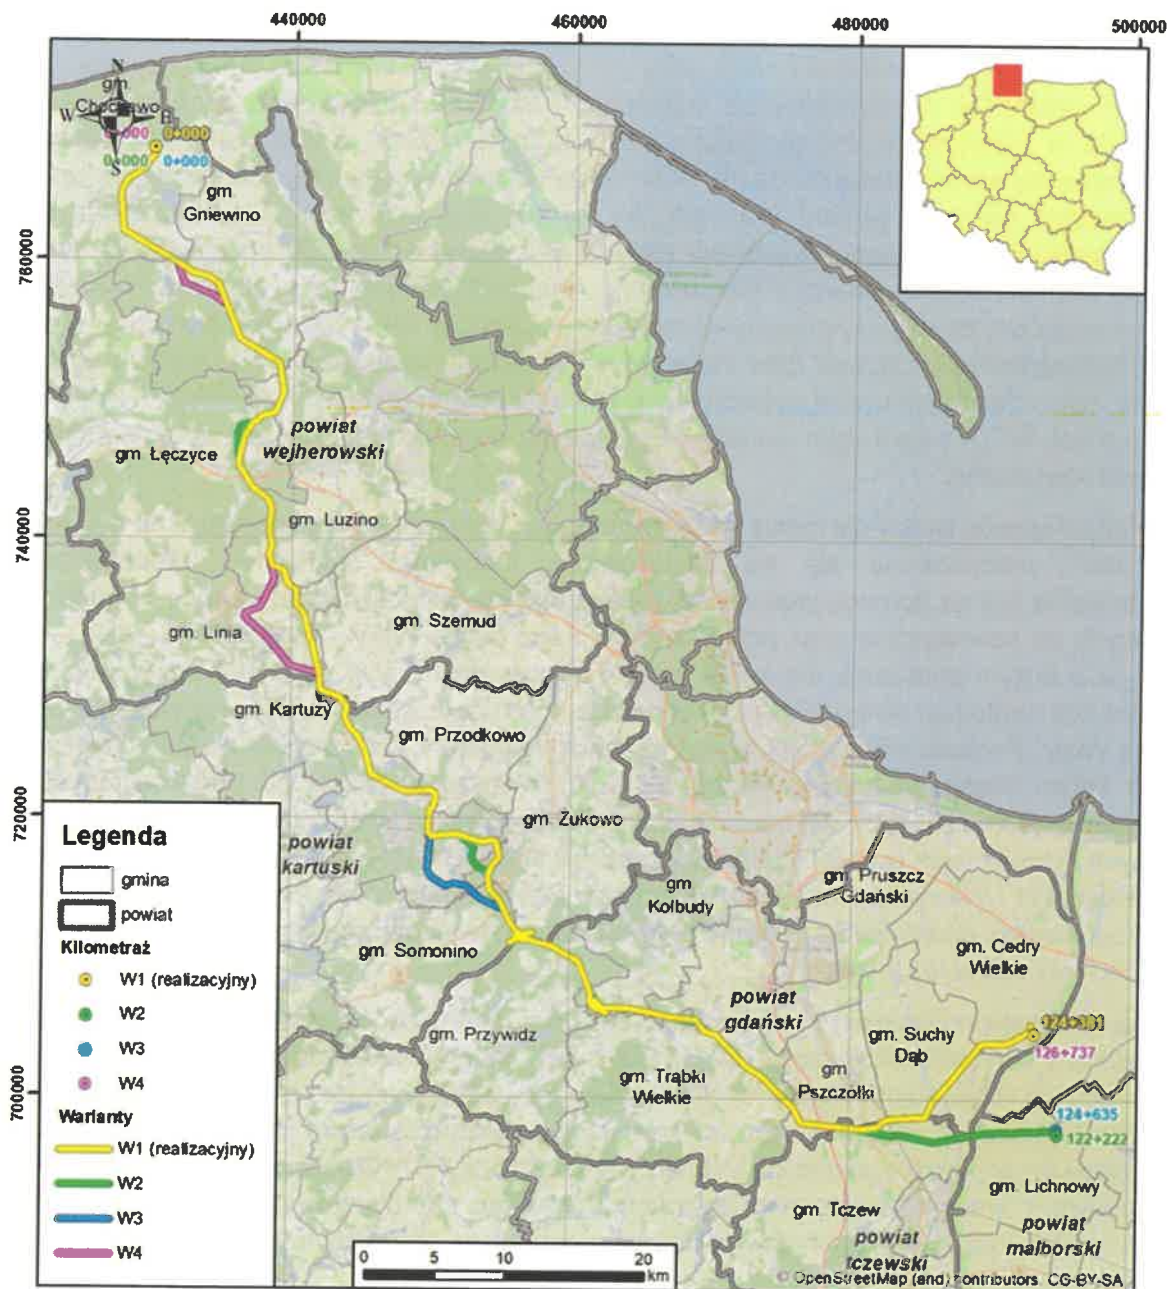 440000
460000
480000
500000
N
gm.
Choczewo
W
E
S
0+000
0+000
0+000
0+000
gm
Gniewino
760000
powiat
wejherowski
gm Łęczyce
gm. Luzino
740000
gm. Szemud
gm. Linia
gm. Kartuzy
gm. Przodkowo
720000
gm. Żukowo
powiat
kartuski
gm
Kolbudy
gm. Pruszcz
Gdański
gm. Cedry
Wielkie
gm. Somonino
powiat
gdański
gm. Suchy
Dąb
gm. Przywidz
126+737
gm. Trąbki
Wielkie
gm
Pszczółki
700000
124+635
122+222
gm. Lichnowy
gm. Tczew
powiat
tczewski
powiat
malborski
Legenda
gmina
powiat
Kilometraż
W1 (realizacyjny)
W2
W3
W4
Warianty
W1 (realizacyjny)
W2
W3
W4
0 5 10 20
km
© OpenStreetMap (and) contributors, CC-BY-SA